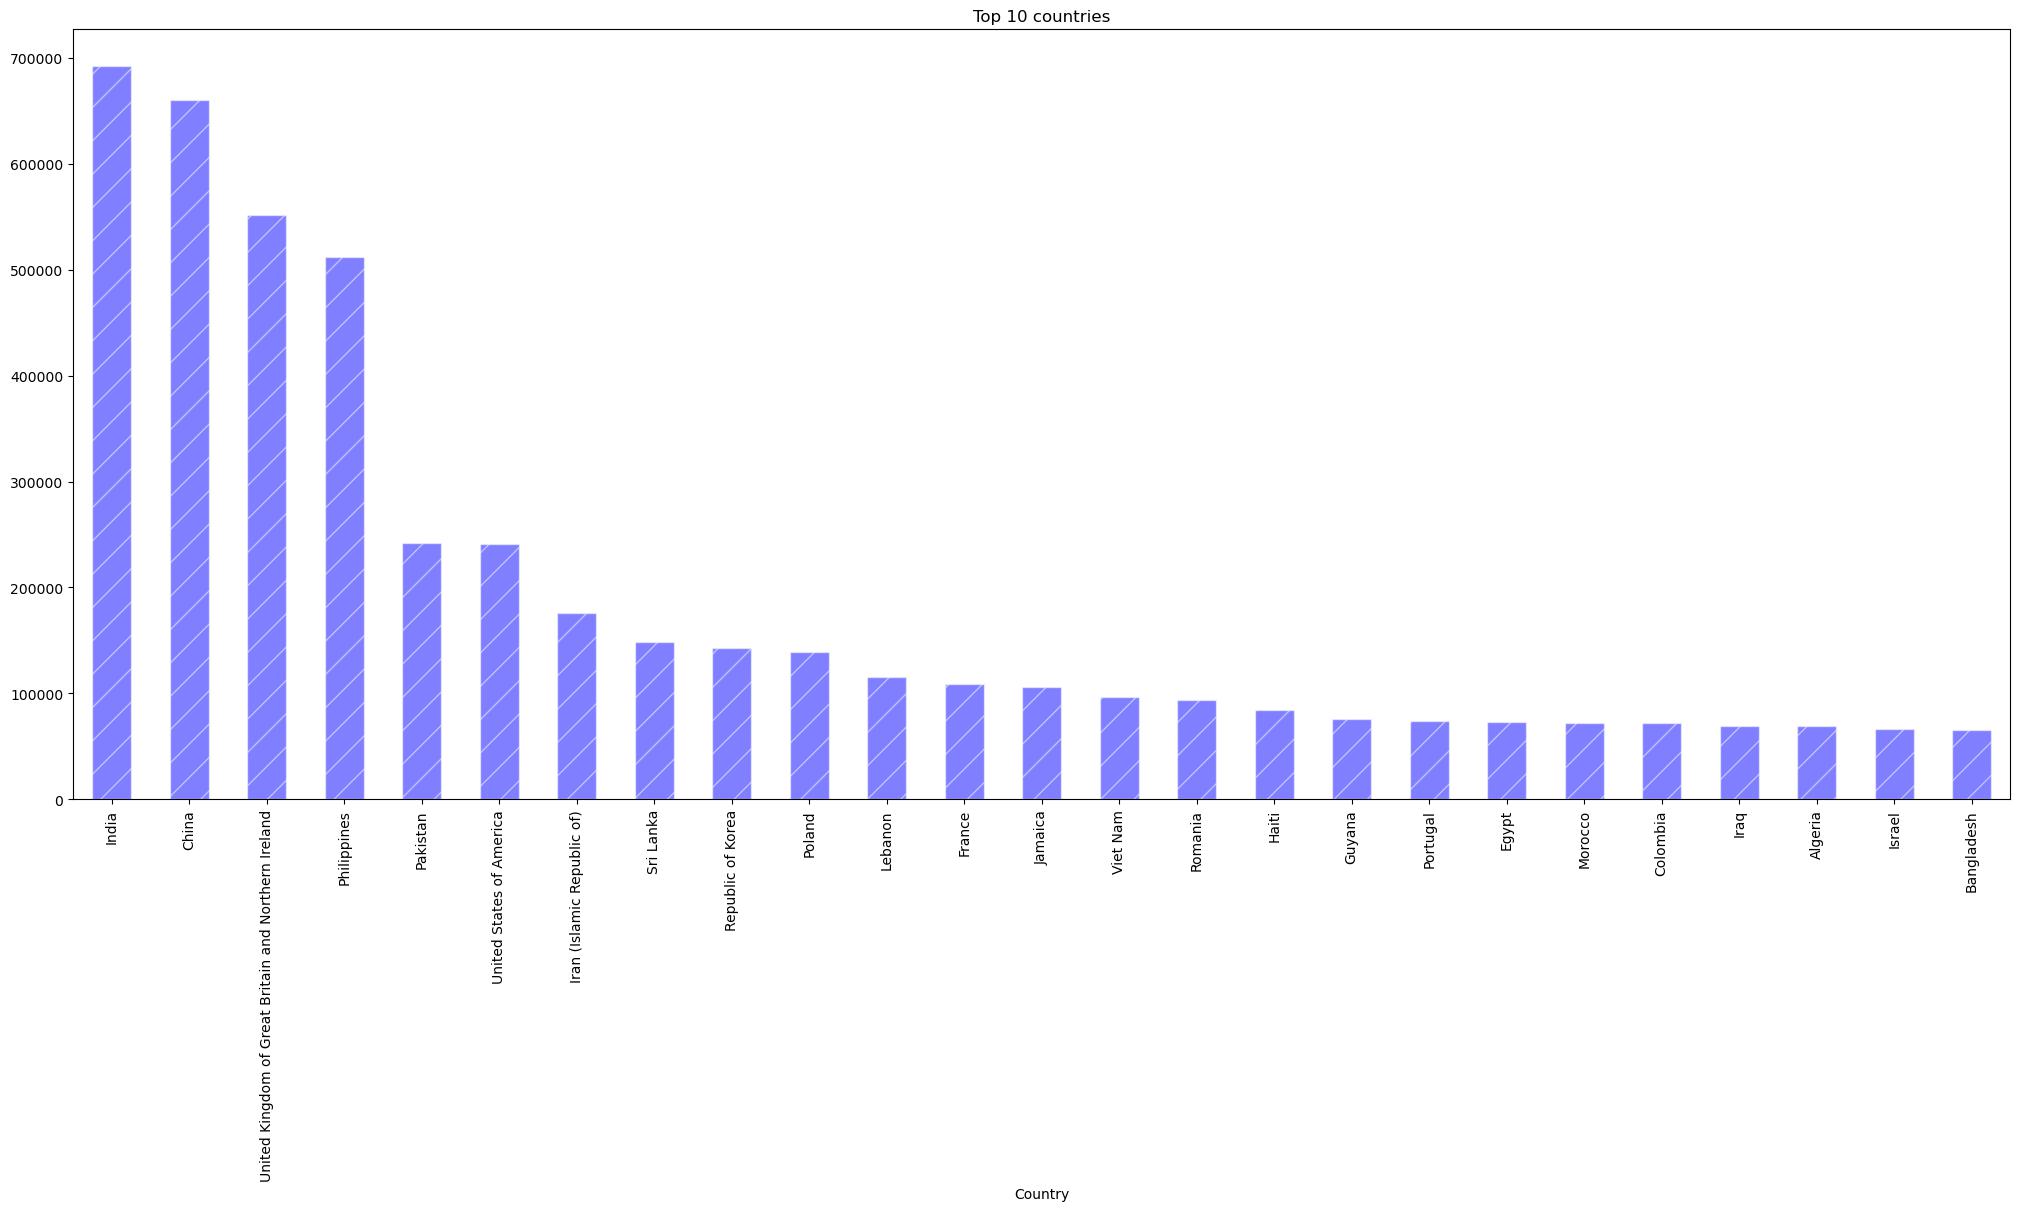 Top 10 countries
700000
600000
500000
400000
300000
200000
100000
0
India
China
United Kingdom of Great Britain and Northern Ireland
Philippines
Pakistan
United States of America
Iran (Islamic Republic of)
Sri Lanka
Republic of Korea
Poland
Lebanon
France
Jamaica
Viet Nam
Romania
Haiti
Guyana
Portugal
Egypt
Morocco
Colombia
Iraq
Algeria
Israel
Bangladesh
Country